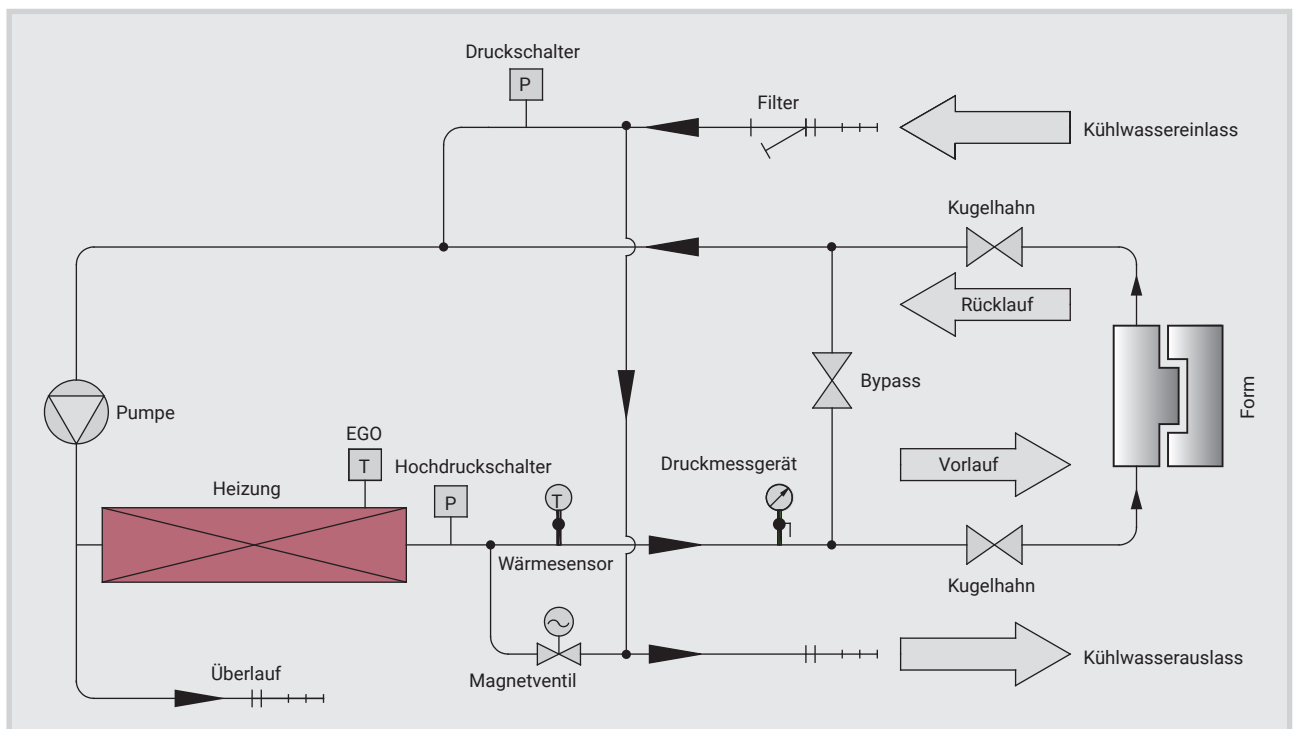 Druckschalter
P
Filter
Kühlwassereinlass
Kugelhahn
Rücklauf
Bypass
Form
Pumpe
EGO
T
Hochdruckschalter
P
Heizung
T
Wärmesensor
Druckmessgerät
Vorlauf
Kugelhahn
Magnetventil
Kühlwasserauslass
Überlauf